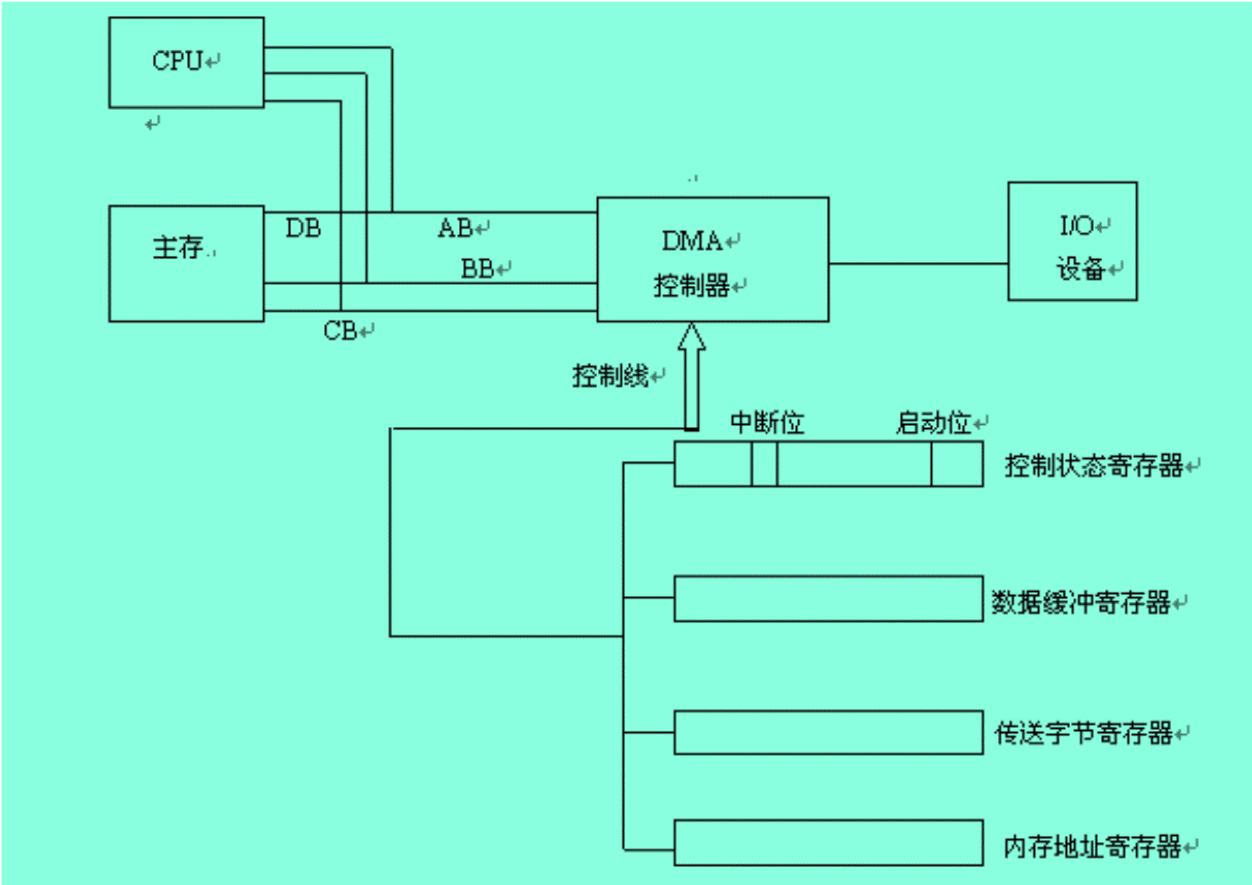 CPU
主存
DB
AB
BB
CB
DMA
控制器
I/O
设备
控制线
中断位
启动位
控制状态寄存器
数据缓冲寄存器
传送字节寄存器
内存地址寄存器